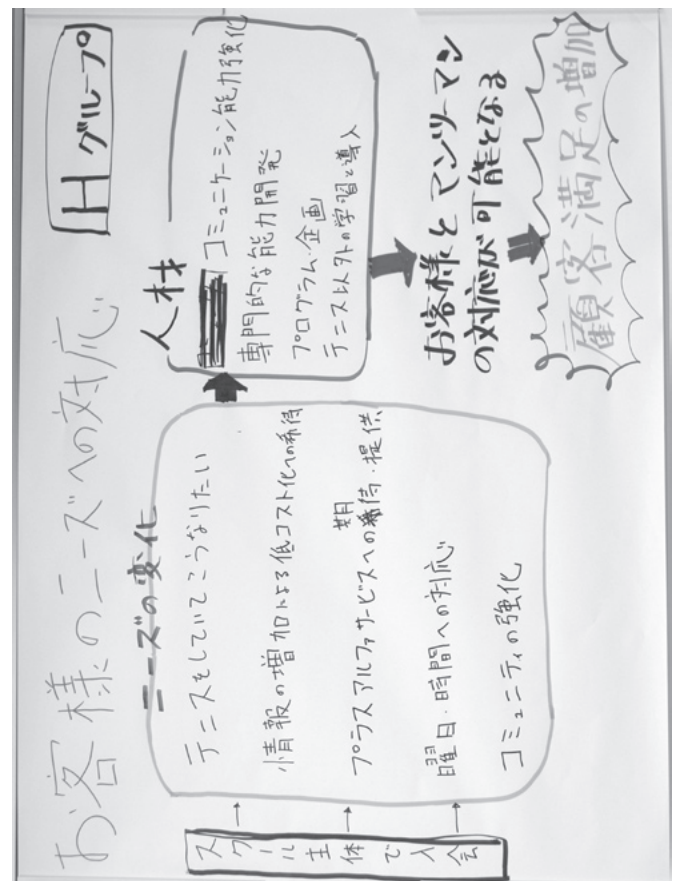 お客様のニーズへの対応
Hグループ
スクール主体で入会
ニーズの変化
テニスをしていてこうなりたい
情報の増加による低コスト化への希待
プラスアルファサービスへの期待・提供
曜日・時間への対応
コミュニティの強化
人材
コミュニケーション能力強化
専門的な能力開発
プログラム・企画
テニス以外の学習と導入
お客様とマンツーマン
の対応が可能となる
顧客満足の増加